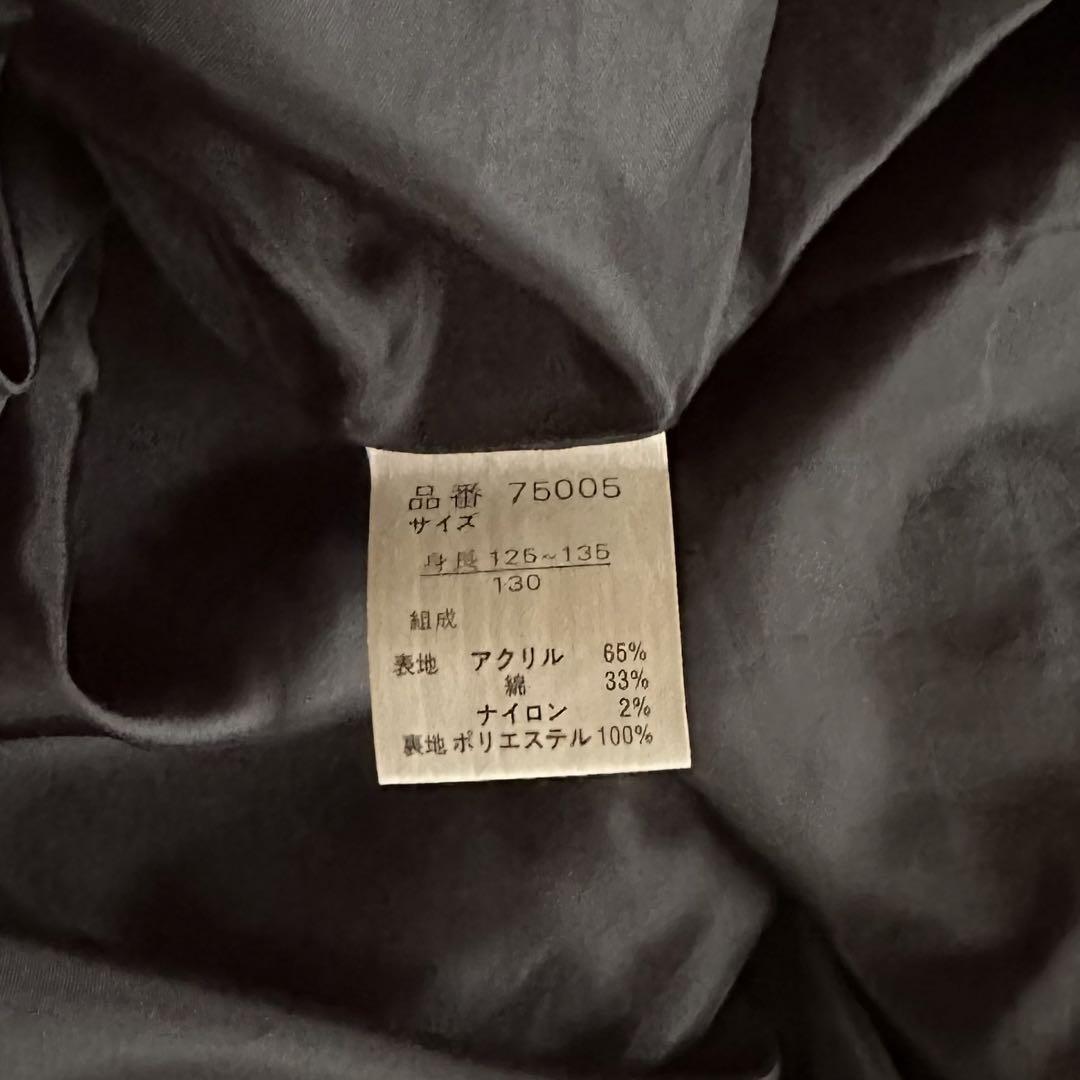 品番 75005
サイズ
身長 125~135
130
組成
表地 アクリル 65%
綿 33%
ナイロン 2%
裏地 ポリエステル 100%